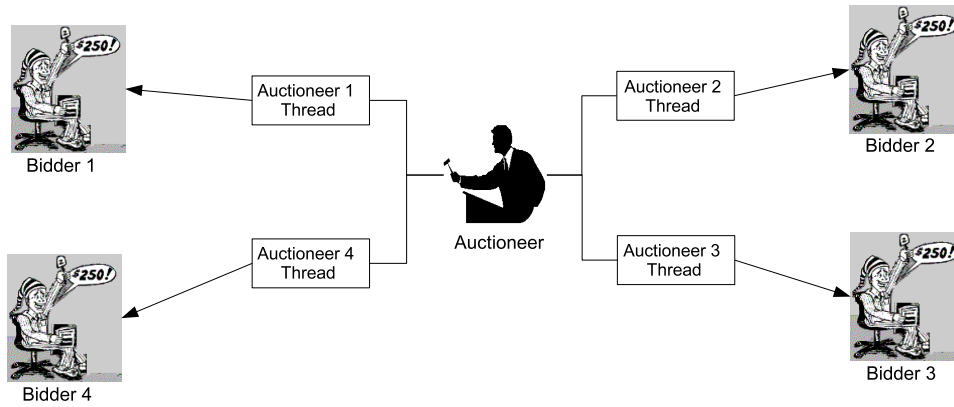 $250!
Bidder 1
Auctioneer 1
Thread
Auctioneer 2
Thread
$250!
Bidder 2
Auctioneer
$250!
Bidder 4
Auctioneer 4
Thread
Auctioneer 3
Thread
$250!
Bidder 3